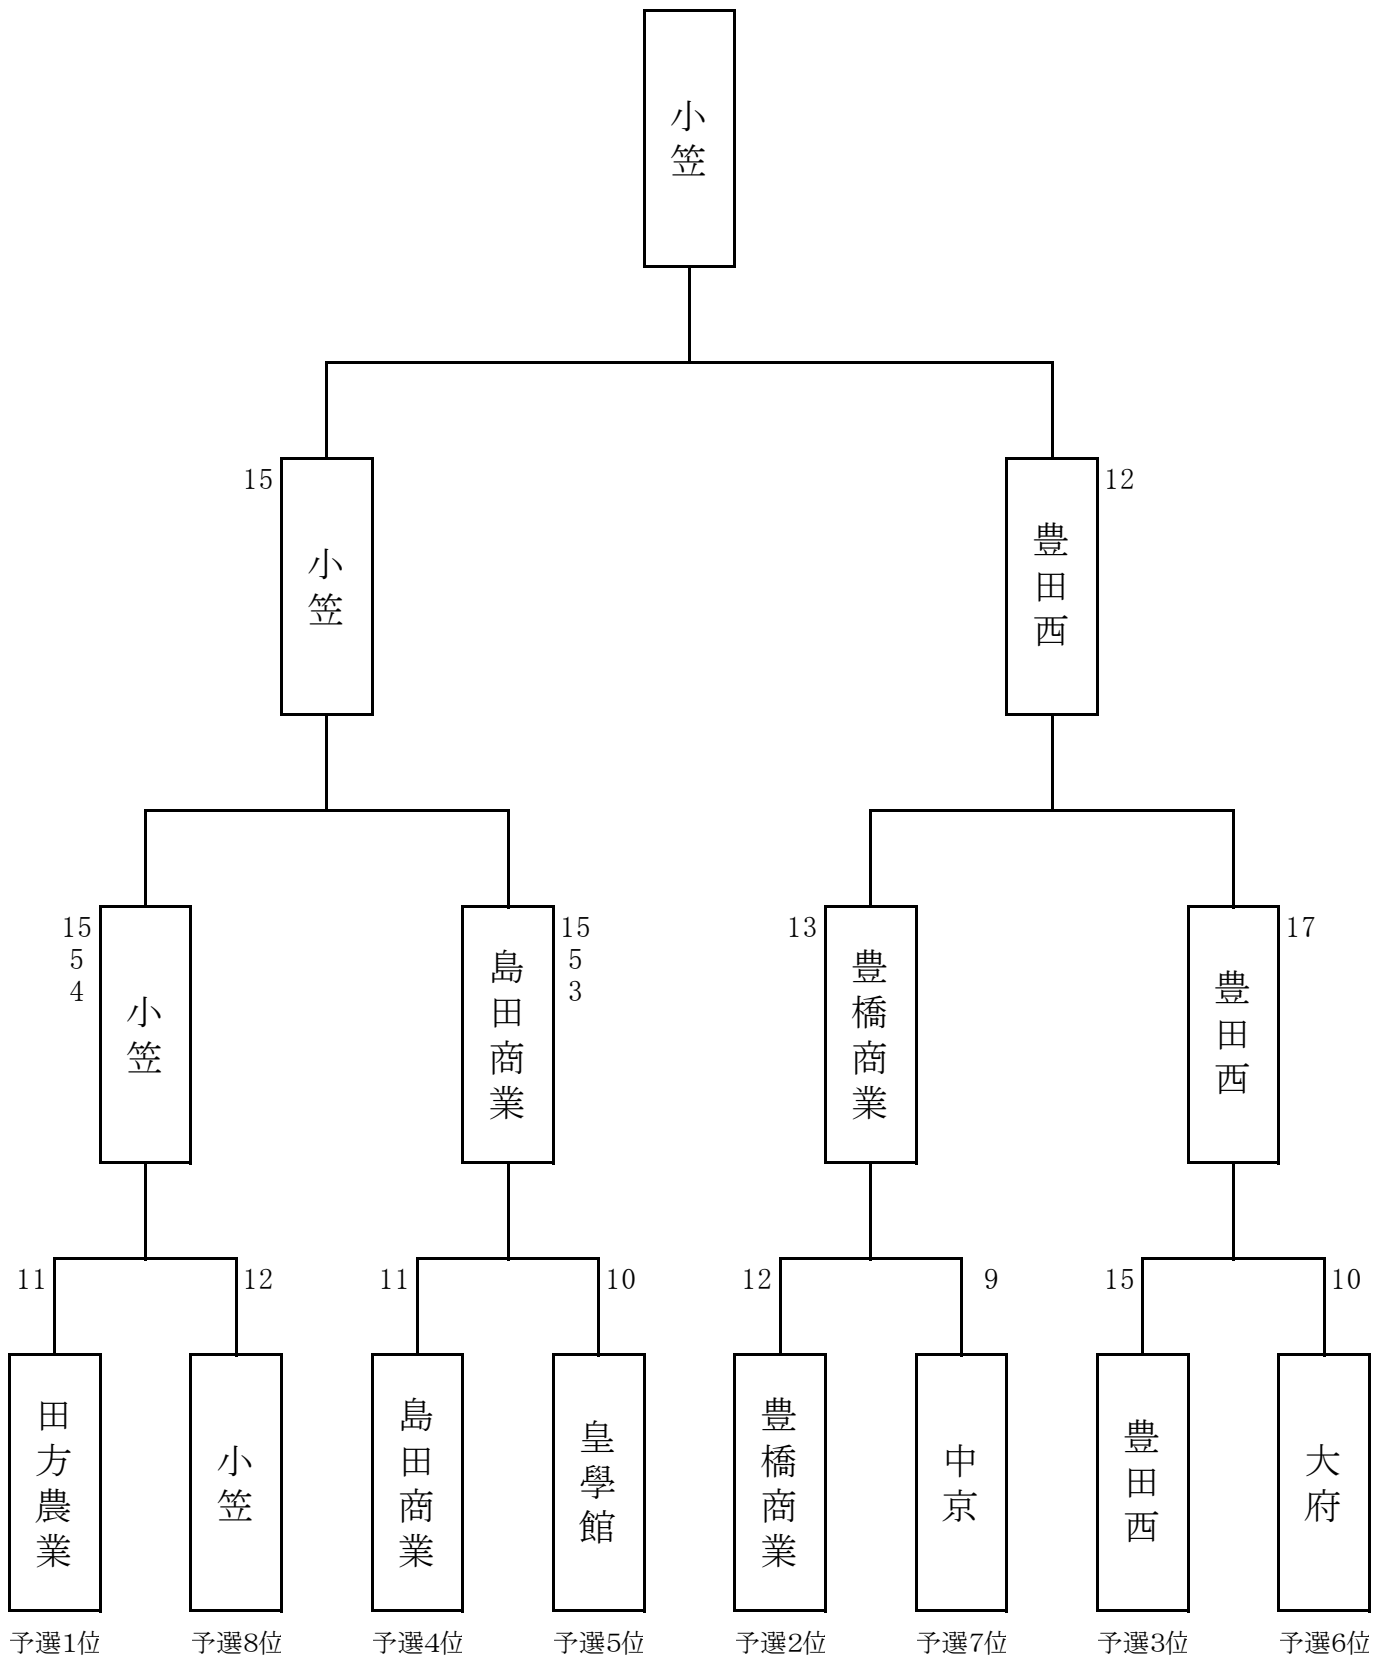 小笠
15
小笠
豊田西
12
15
5
4
小笠
島田商業
15
5
3
13
豊橋商業
豊田西
17
11
12
11
10
12
9
15
10
田方農業
小笠
島田商業
皇學館
豊橋商業
中京
豊田西
大府
予選1位
予選8位
予選4位
予選5位
予選2位
予選7位
予選3位
予選6位